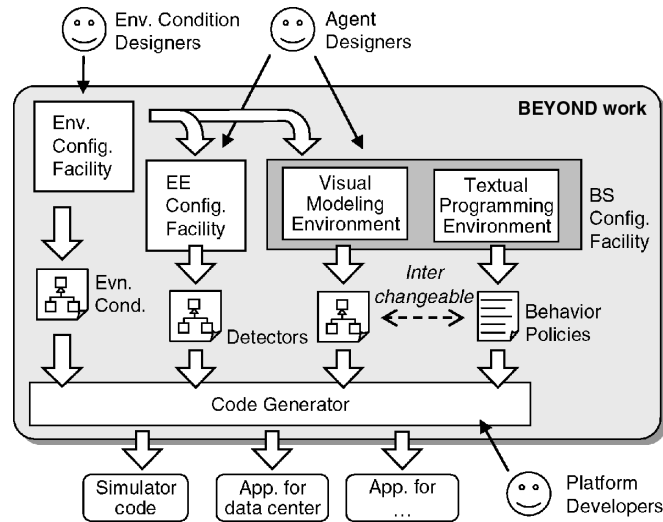 Env. Condition
Designers
Agent
Designers
BEYOND work
Env.
Config.
Facility
EE
Config.
Facility
Visual
Modeling
Environment
Textual
Programming
Environment
BS
Config.
Facility
Inter
changeable
Evn.
Cond.
Detectors
Behavior
Policies
Code Generator
Simulator
code
App. for
data center
App. for
...
Platform
Developers